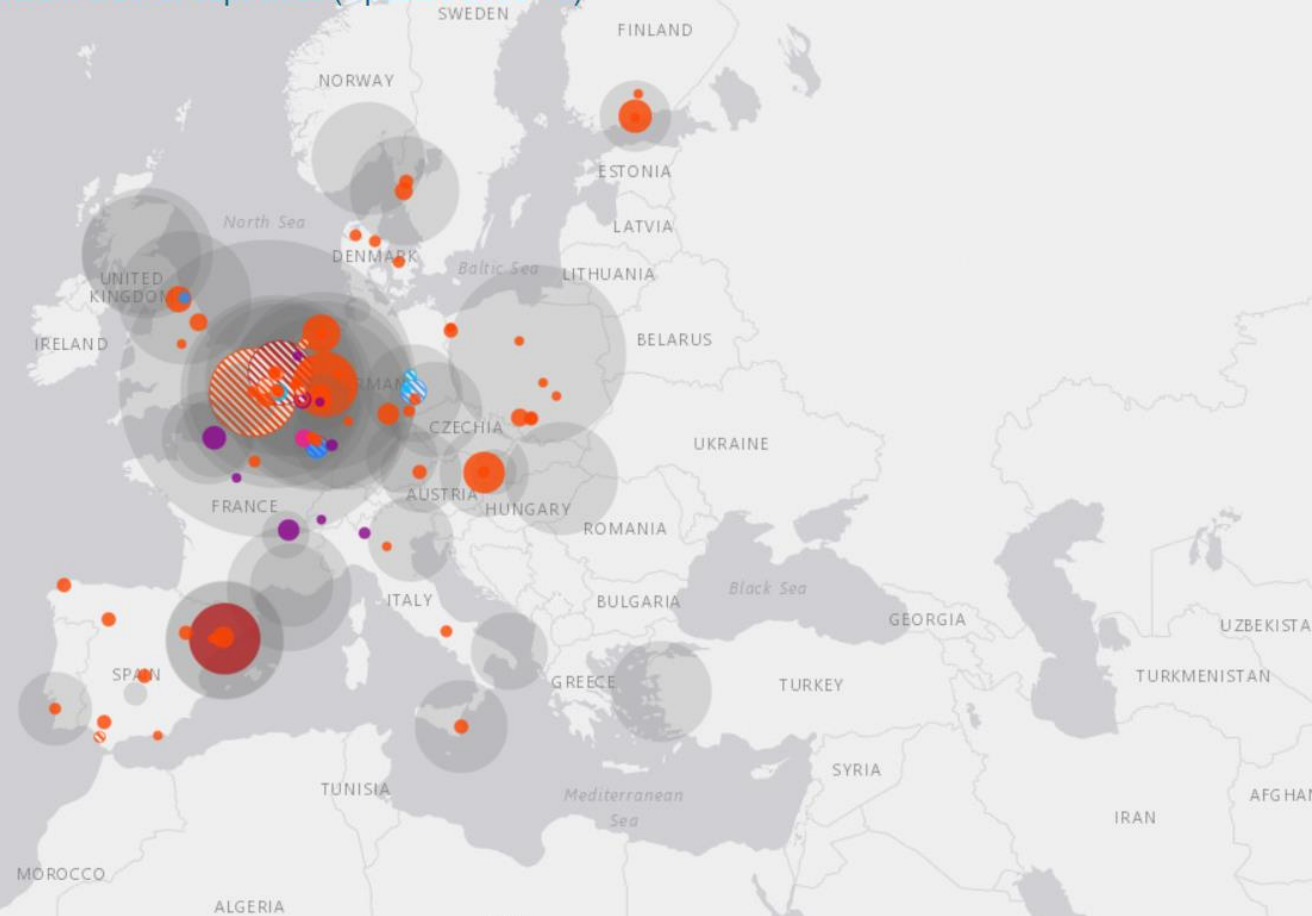 SWEDEN
FINLAND
NORWAY
ESTONIA
North Sea
LATVIA
DENMARK
Baltic Sea
LITHUANIA
UNITED
KINGDOM
IRELAND
BELARUS
CZECHIA
UKRAINE
AUSTRIA
FRANCE
HUNGARY
ROMANIA
Black Sea
ITALY
BULGARIA
GEORGIA
UZBEKISTA
SPAIN
GREECE
TURKEY
TURKMENISTAN
SYRIA
TUNISIA
Mediterranean
Sea
AFGHAN
IRAN
MOROCCO
ALGERIA